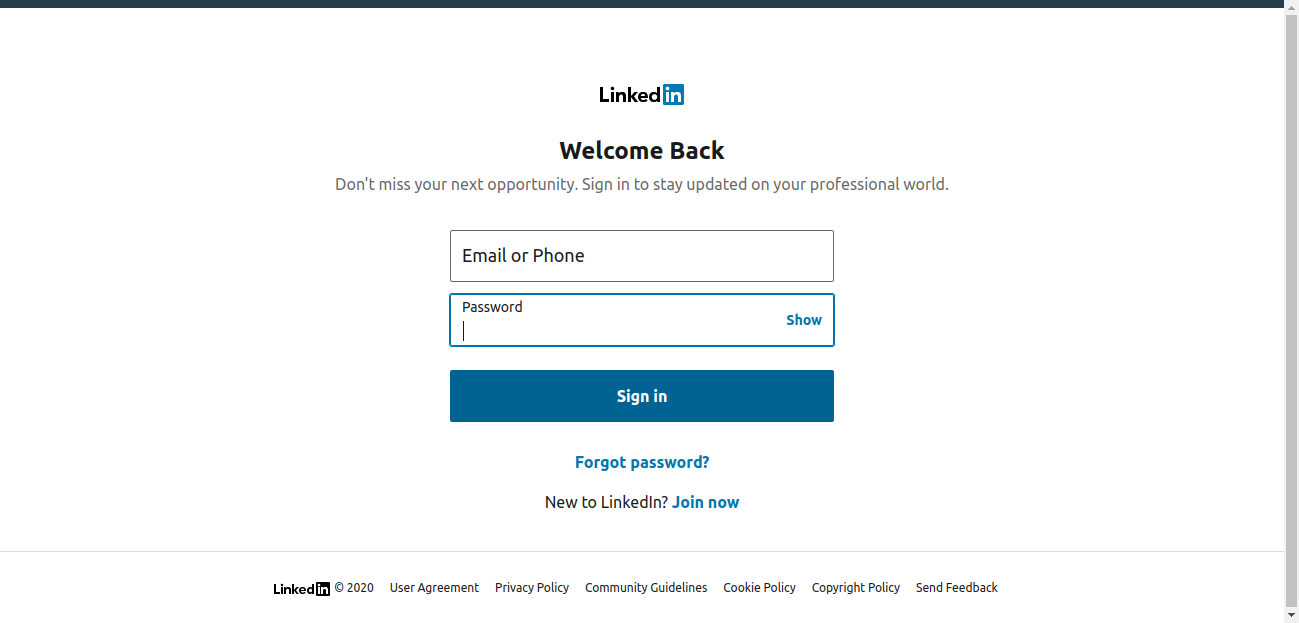 Linkedin
Welcome Back
Don't miss your next opportunity. Sign in to stay updated on your professional world.
Email or Phone
Password
Show
Sign in
Forgot password?
New to LinkedIn? Join now
Linkedin © 2020 User Agreement Privacy Policy Community Guidelines Cookie Policy Copyright Policy Send Feedback